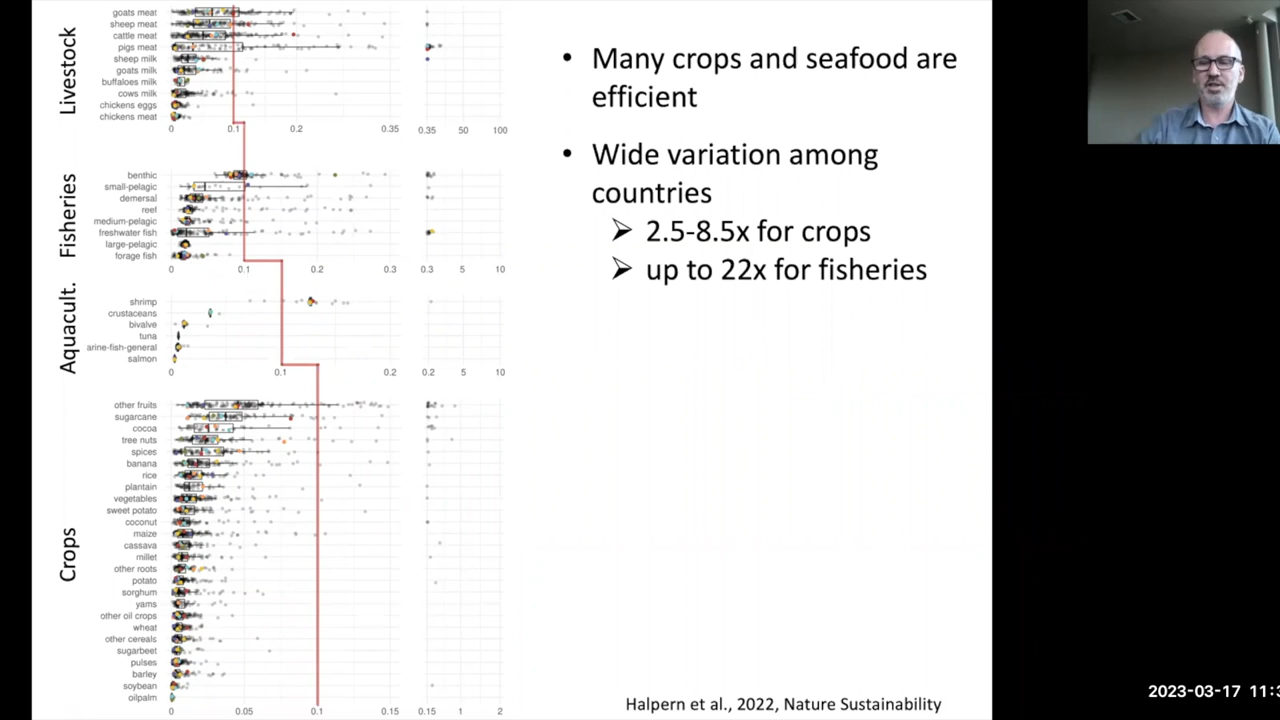 Livestock
goats meat
sheep meat
cattle meat
pigs meat
sheep milk
goats milk
buffaloes milk
cows milk
chickens eggs
chickens meat
0 0.1 0.2 0.35 0.35 50 100
Fisheries
benthic
small-pelagic
demersal
reef
medium-pelagic
freshwater fish
large-pelagic
forage fish
0 0.1 0.2 0.3 0.3 5 10
Aquacult.
shrimp
crustaceans
bivalve
tuna
arine-fish-general
salmon
0 0.1 0.2 0.2 5 10
Crops
other fruits
sugarcane
cocoa
tree nuts
spices
banana
rice
plantain
vegetables
sweet potato
coconut
maize
cassava
millet
other roots
potato
sorghum
yams
other oil crops
wheat
other cereals
sugarbeet
pulses
barley
soybean
oilpalm
0 0.05 0.1 0.15 0.15 1 2
• Many crops and seafood are
efficient
• Wide variation among
countries
➢ 2.5-8.5x for crops
➢ up to 22x for fisheries
Halpern et al., 2022, Nature Sustainability
2023-03-17 11:3